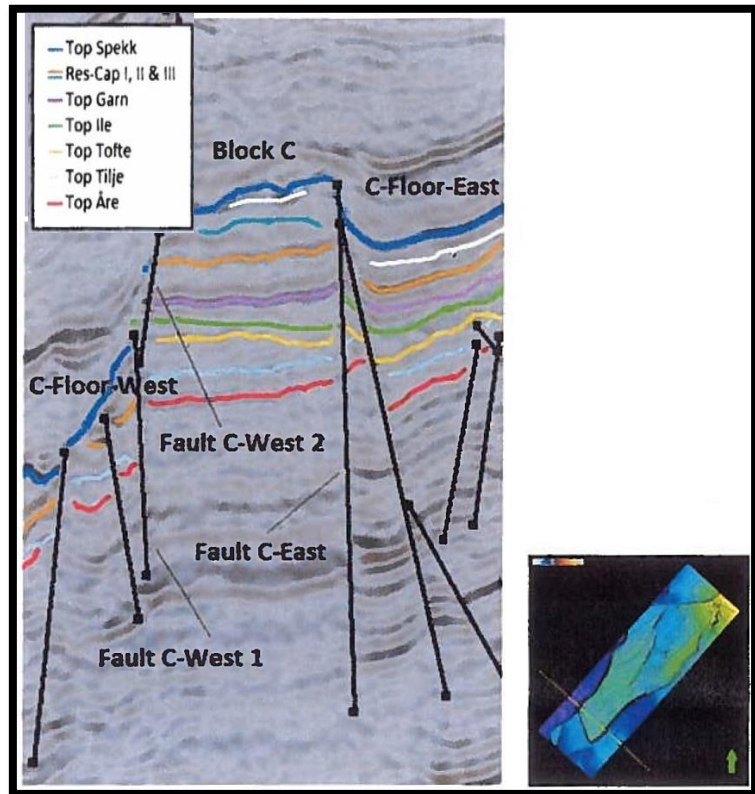 Top Spekk
Res-Cap I, II & III
Top Garn
Top Ile
Top Tofte
Top Tilje
Top Åre
Block C
C-Floor-East
C-Floor-West
Fault C-West 2
Fault C-East
Fault C-West 1